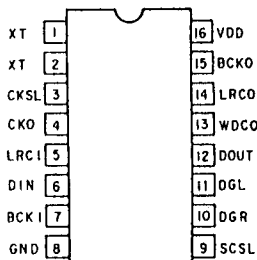 XT 1 16 VDD
XT 2 15 BCKO
CKSL 3 14 LRCO
CKO 4 13 WDCO
LRCI 5 12 DOUT
DIN 6 11 DGL
BCKI 7 10 DGR
GND 8 9 SCSL